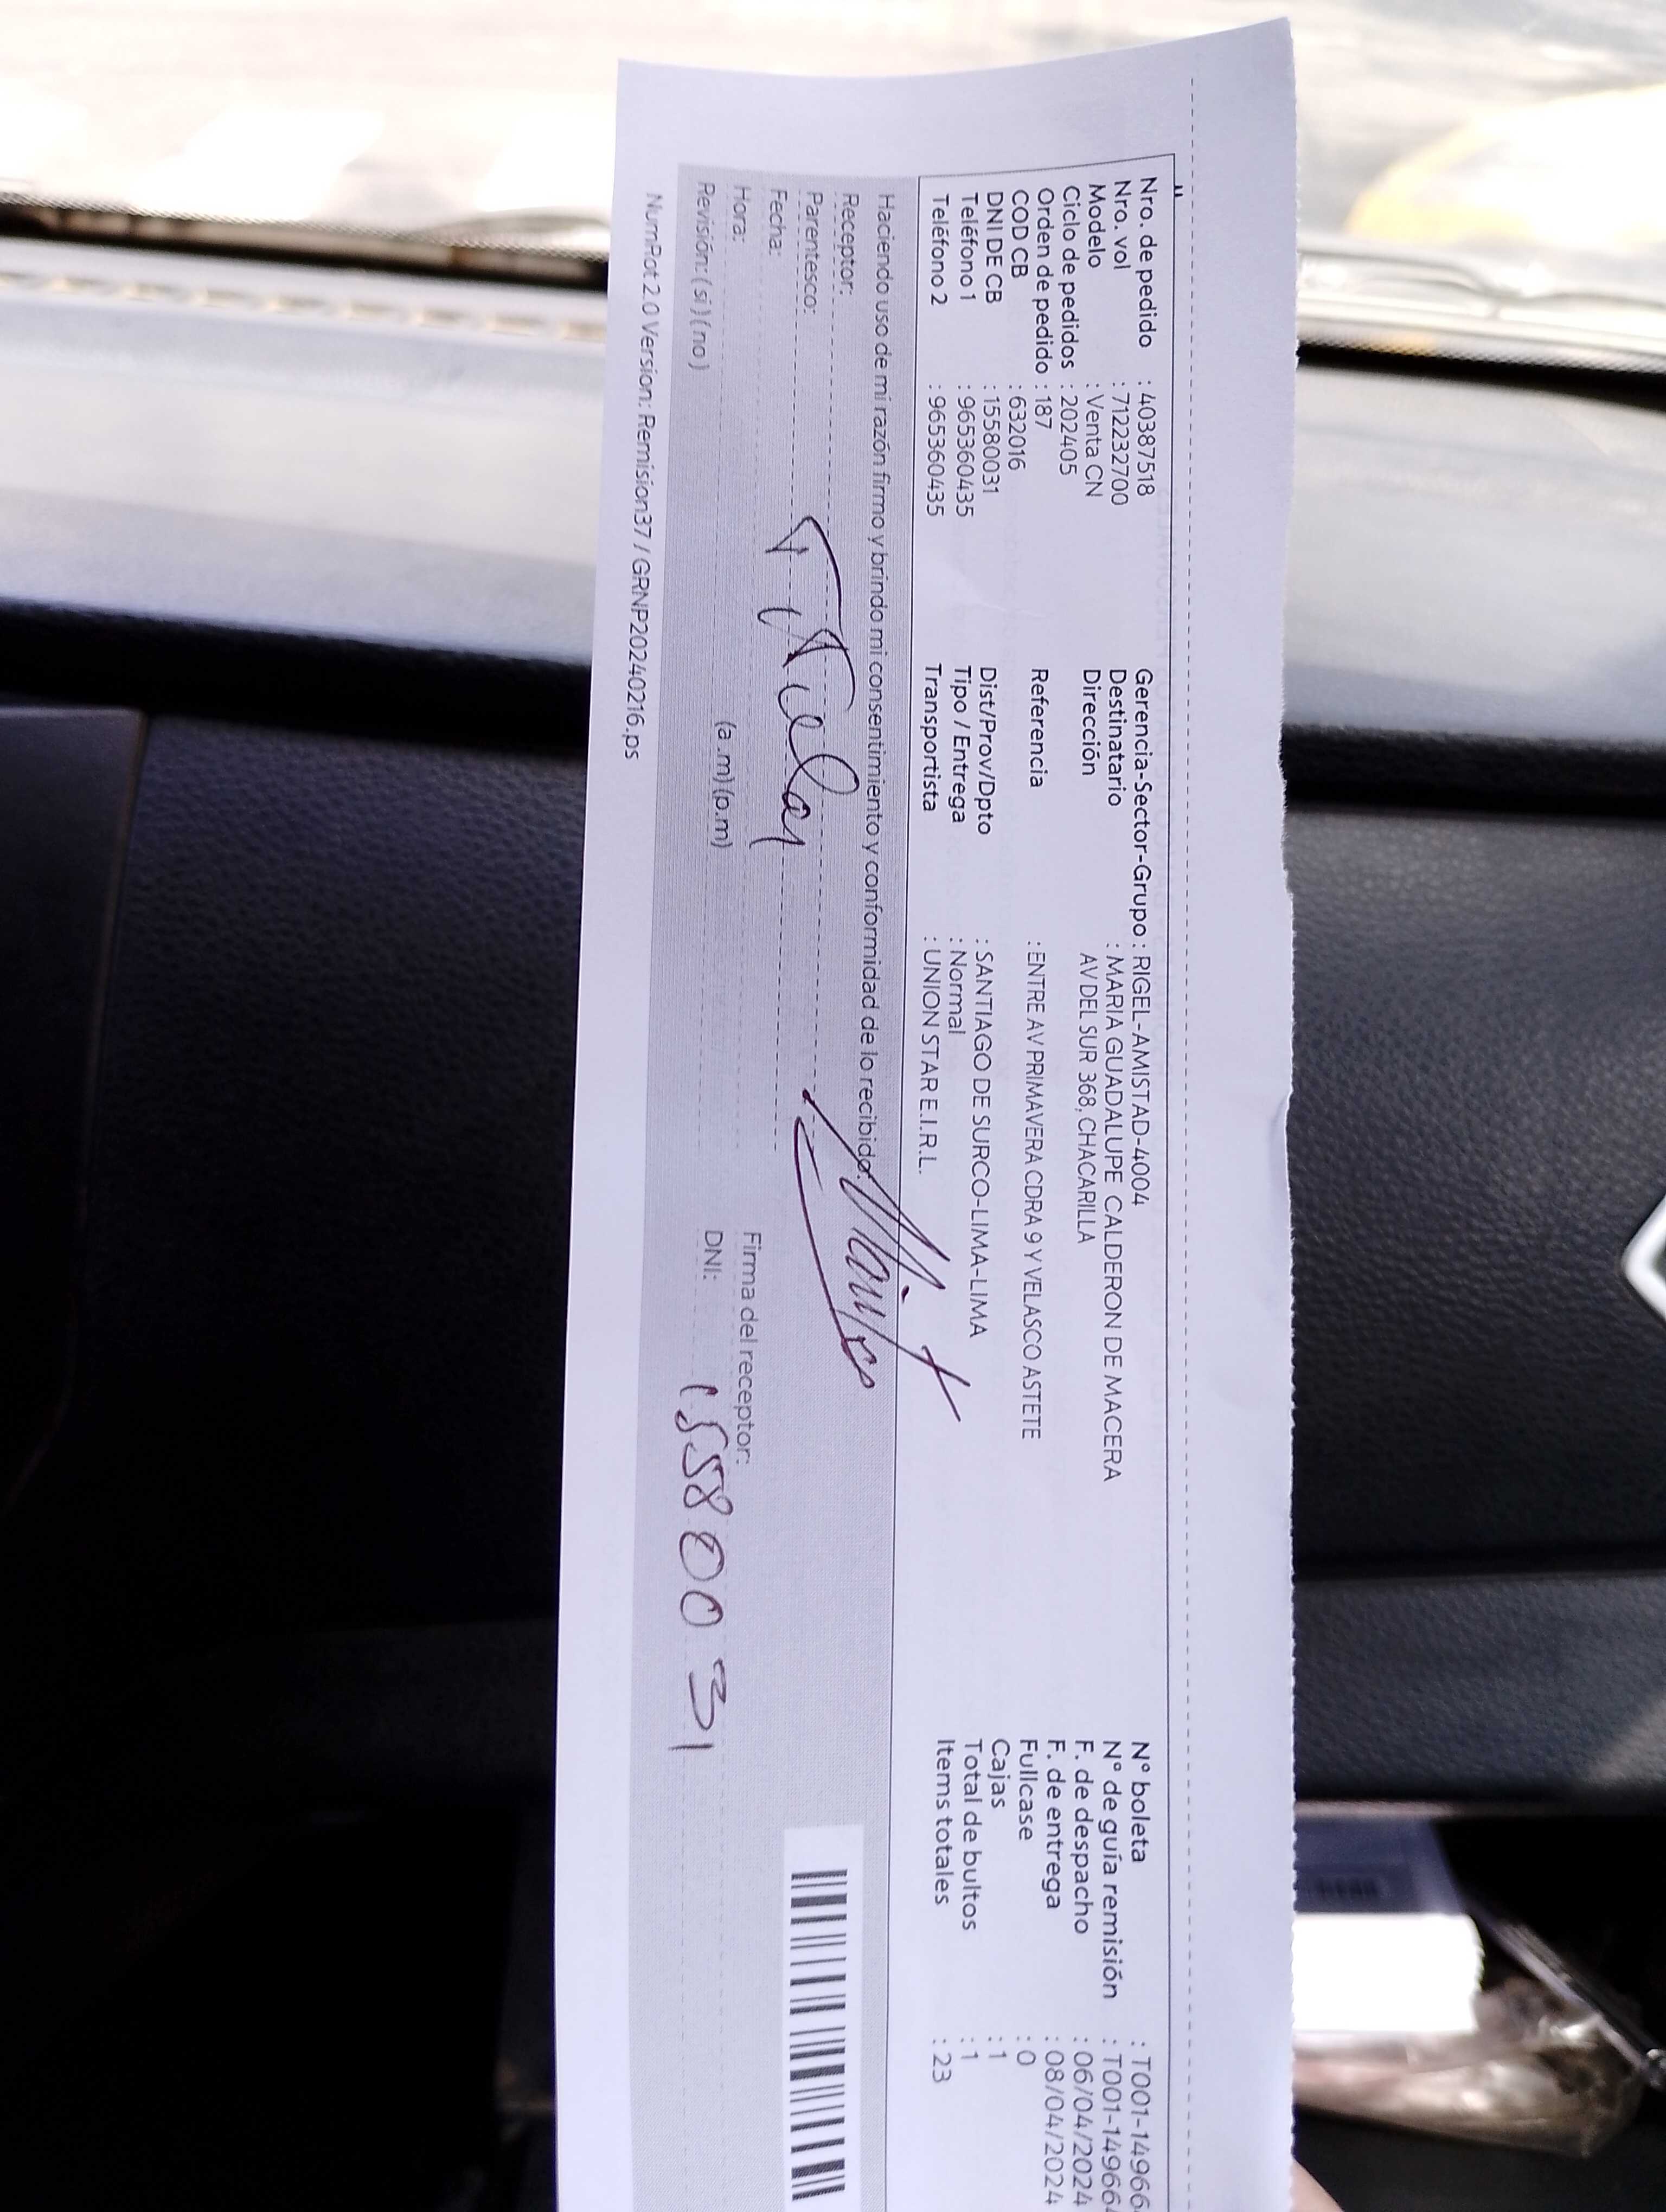 Nro. de pedido : 40387518
Nro. vol : 712232700
Modelo : Venta CN
Ciclo de pedidos : 202405
Orden de pedido : 187
COD CB : 632016
DNI DE CB : 15580031
Teléfono 1 : 965360435
Teléfono 2 : 965360435
Gerencia-Sector-Grupo : RIGEL-AMISTAD-4004
Destinatario : MARIA GUADALUPE CALDERON DE MACERA
Dirección AV DEL SUR 368, CHACARILLA
Referencia : ENTRE AV PRIMAVERA CDRA 9 Y VELASCO ASTETE
Dist/Prov/Dpto : SANTIAGO DE SURCO-LIMA-LIMA
Tipo / Entrega : Normal
Transportista : UNION STAR E.I.R.L.
N° boleta : T001-14966
N° de guía remisión : T001-14966
F. de despacho : 06/04/2024
F. de entrega : 08/04/2024
Fullcase : 0
Cajas : 1
Total de bultos : 1
Items totales : 23
Haciendo uso de mi razón firmo y brindo mi consentimiento y conformidad de lo recibido.
Receptor:
Parentesco:
Fecha:
Hora: (a.m) (p.m)
Revisión: ( si ) ( no )
Firma del receptor:
DNI: 15580031
NumPot 2.0 Version: Remision37 / GRNP20240216.ps